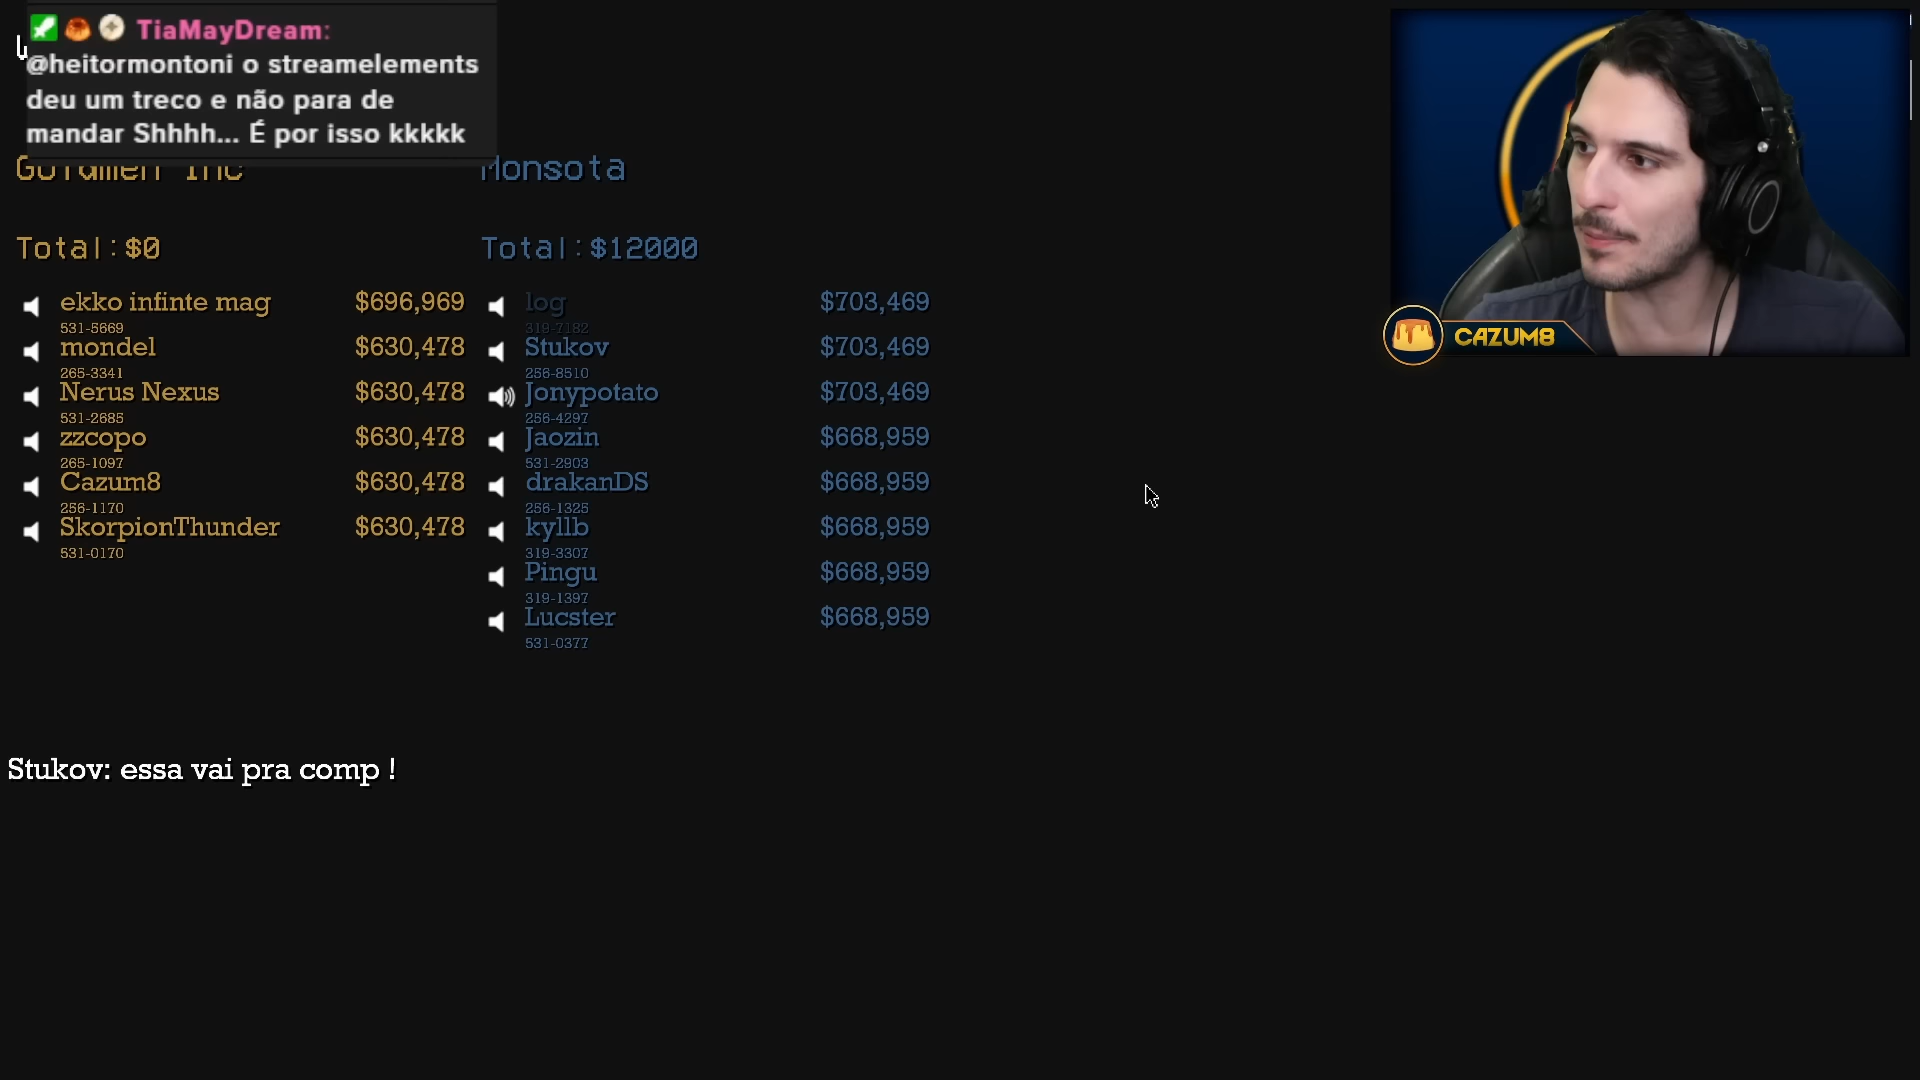 TiaMayDream:
@heitormontoni o streamelements
deu um treco e não para de
mandar Shhhh... É por isso kkkkk
Goldmen Inc
Total:$0
ekko infinte mag $696,969
531-5669
mondel $630,478
265-3341
Nerus Nexus $630,478
531-2685
zzcopo $630,478
265-1097
Cazum8 $630,478
256-1170
SkorpionThunder $630,478
531-0170
Monsota
Total:$12000
log $703,469
319-7182
Stukov $703,469
256-8510
Jonypotato $703,469
256-4297
Jaozin $668,959
531-2903
drakanDS $668,959
256-1325
kyllb $668,959
319-3307
Pingu $668,959
319-1397
Lucster $668,959
531-0377
Stukov: essa vai pra comp !
CAZUM8